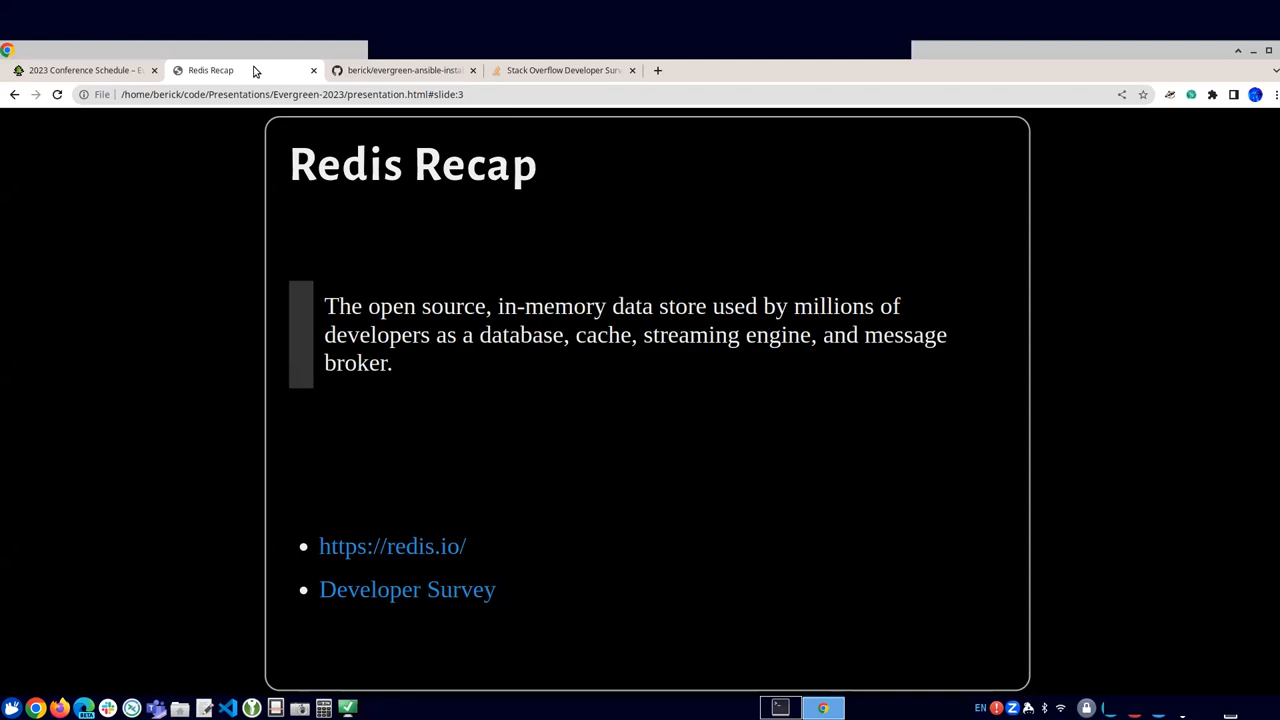 2023 Conference Schedule – E
Redis Recap
berick/evergreen-ansible-insta
Stack Overflow Developer Sur
File
/home/berick/code/Presentations/Evergreen-2023/presentation.html#slide:3
Redis Recap
The open source, in-memory data store used by millions of
developers as a database, cache, streaming engine, and message
broker.
• https://redis.io/
• Developer Survey
BETA
EN